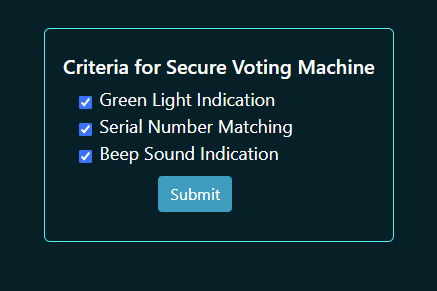 Criteria for Secure Voting Machine
Green Light Indication
Serial Number Matching
Beep Sound Indication
Submit